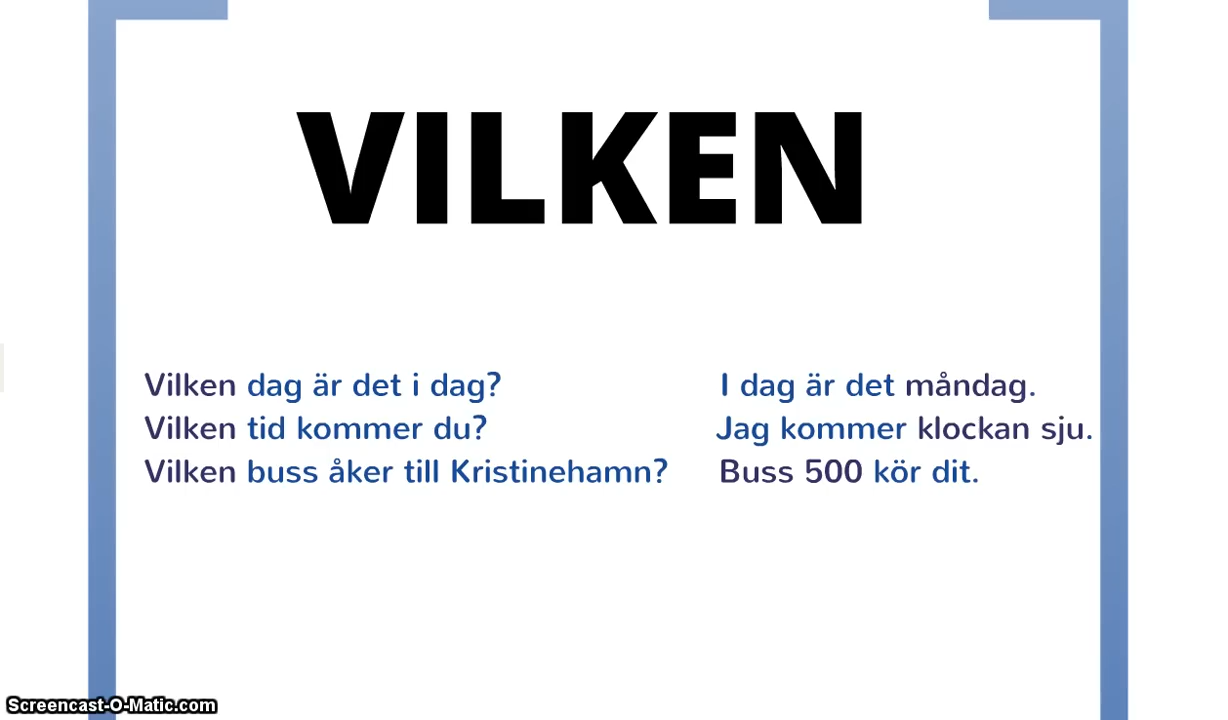 VILKEN
Vilken dag är det i dag? I dag är det måndag.
Vilken tid kommer du? Jag kommer klockan sju.
Vilken buss åker till Kristinehamn? Buss 500 kör dit.
Screencast-O-Matic.com